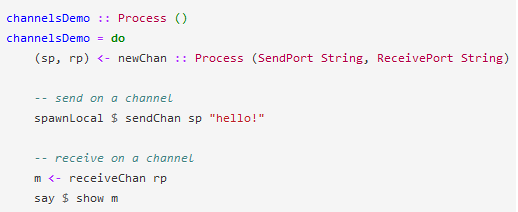 channelsDemo :: Process ()
channelsDemo = do
    (sp, rp) <- newChan :: Process (SendPort String, ReceivePort String)

    -- send on a channel
    spawnLocal $ sendChan sp "hello!"

    -- receive on a channel
    m <- receiveChan rp
    say $ show m